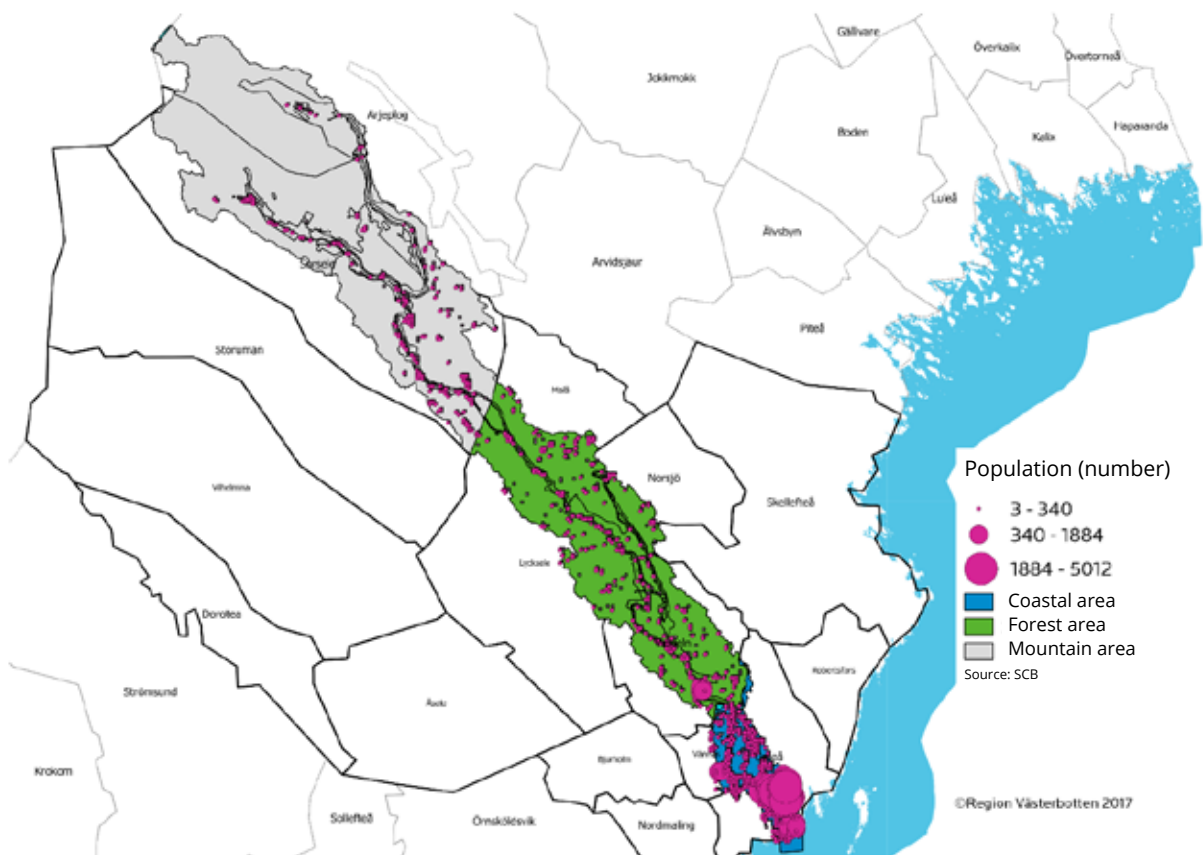 Gällivare
Överkalix
Övertorneå
Jokkmokk
Arjeplog
Boden
Kalix
Haparanda
Luleå
Älvsbyn
Arvidsjaur
Piteå
Storuman
Malå
Norsjö
Skellefteå
Vilhelmina
Lycksele
Dorotea
Strömsund
Åsele
Robertsfors
Bjurholm
Krokom
Sollefteå
Örnsköldsvik
Nordmaling
Population (number)
3 - 340
340 - 1884
1884 - 5012
Coastal area
Forest area
Mountain area
Source: SCB
©Region Västerbotten 2017